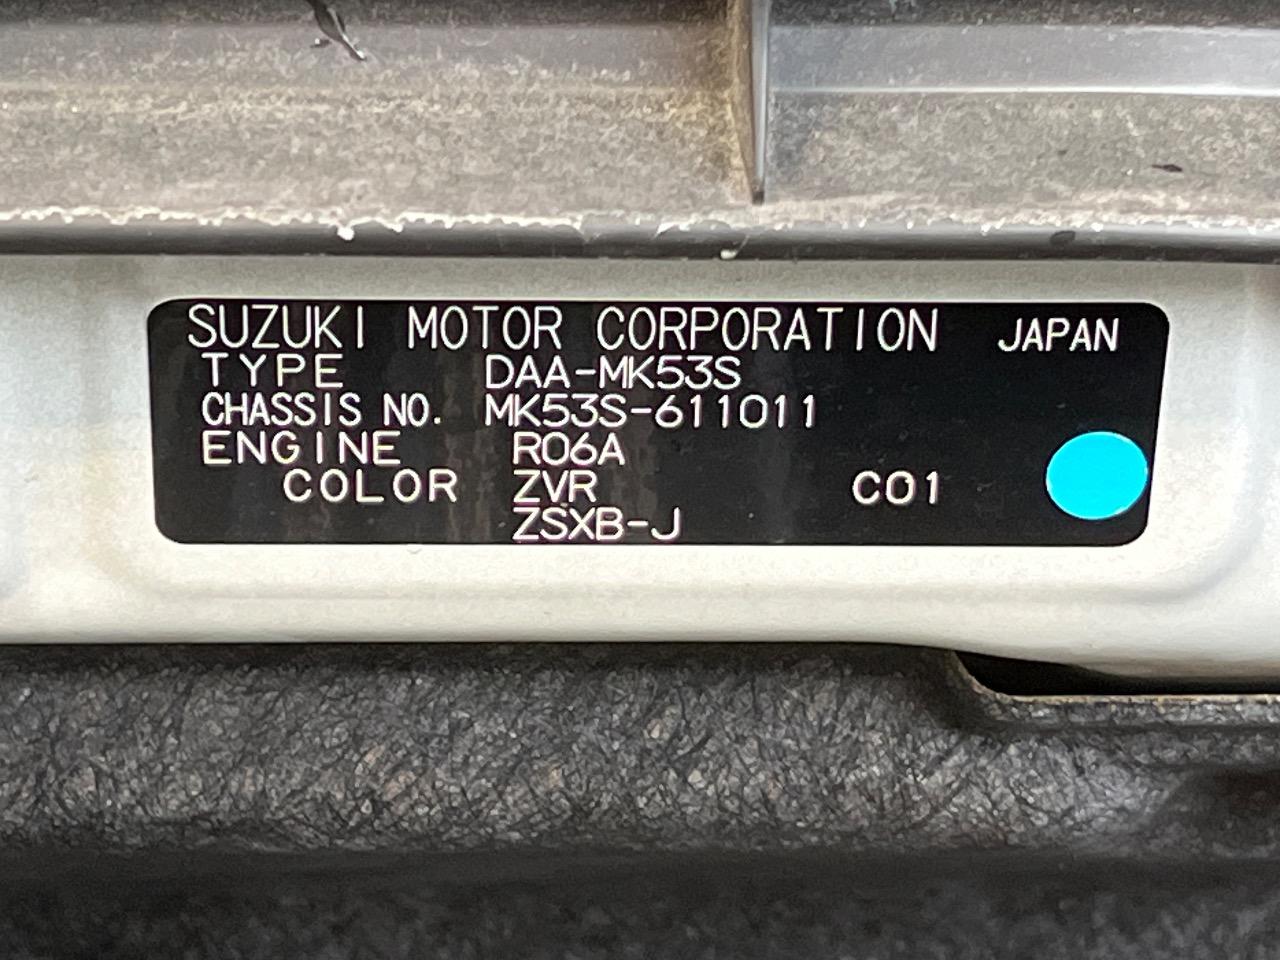 SUZUKI MOTOR CORPORATION JAPAN
TYPE DAA-MK53S
CHASSIS NO. MK53S-611011
ENGINE R06A
COLOR ZVR C01
ZSXB-J